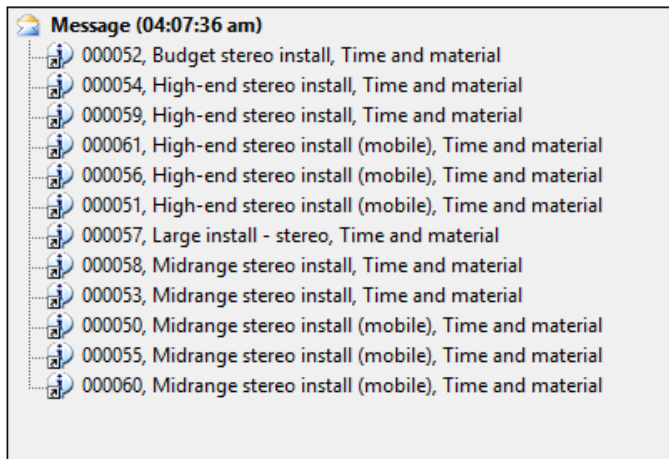 Message (04:07:36 am)
000052, Budget stereo install, Time and material
000054, High-end stereo install, Time and material
000059, High-end stereo install, Time and material
000061, High-end stereo install (mobile), Time and material
000056, High-end stereo install (mobile), Time and material
000051, High-end stereo install (mobile), Time and material
000057, Large install - stereo, Time and material
000058, Midrange stereo install, Time and material
000053, Midrange stereo install, Time and material
000050, Midrange stereo install (mobile), Time and material
000055, Midrange stereo install (mobile), Time and material
000060, Midrange stereo install (mobile), Time and material